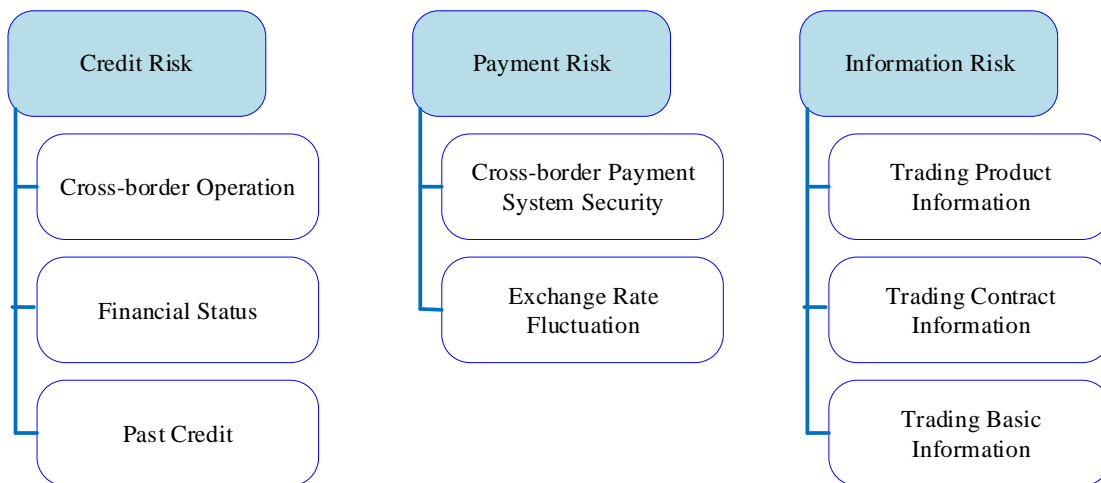 Credit Risk
Cross-border Operation
Financial Status
Past Credit
Payment Risk
Cross-border Payment
System Security
Exchange Rate
Fluctuation
Information Risk
Trading Product
Information
Trading Contract
Information
Trading Basic
Information